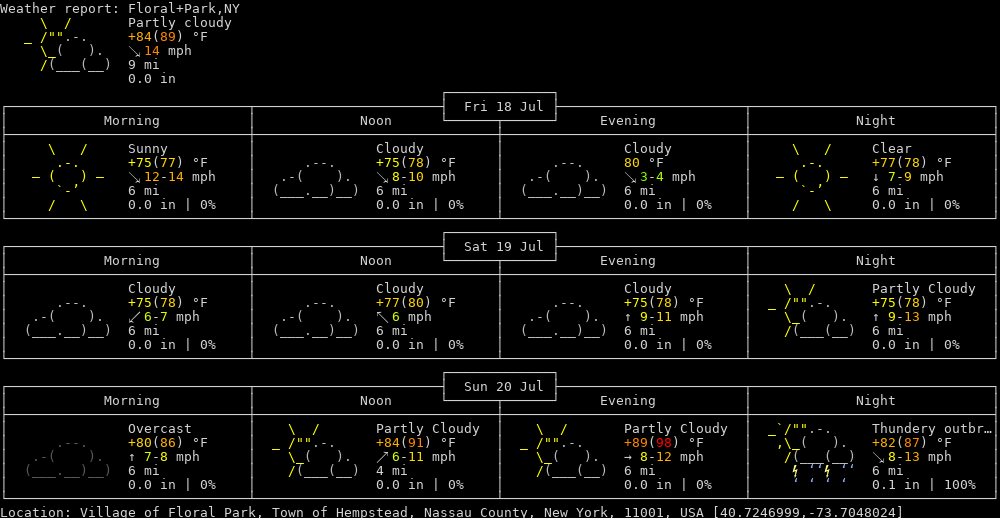 Weather report: Floral+Park,NY
Partly cloudy
+84(89) °F
↘ 14 mph
9 mi
0.0 in
Fri 18 Jul
Morning Noon Evening Night
Sunny Cloudy Cloudy Clear
+75(77) °F +75(78) °F 80 °F +77(78) °F
↘ 12-14 mph ↘ 8-10 mph ↘ 3-4 mph ↓ 7-9 mph
6 mi 6 mi 6 mi 6 mi
0.0 in | 0% 0.0 in | 0% 0.0 in | 0% 0.0 in | 0%
Sat 19 Jul
Morning Noon Evening Night
Cloudy Cloudy Cloudy Partly Cloudy
+75(78) °F +77(80) °F +75(78) °F +75(78) °F
↙ 6-7 mph ↖ 6 mph ↑ 9-11 mph ↑ 9-13 mph
6 mi 6 mi 6 mi 6 mi
0.0 in | 0% 0.0 in | 0% 0.0 in | 0% 0.0 in | 0%
Sun 20 Jul
Morning Noon Evening Night
Overcast Partly Cloudy Partly Cloudy Thundery outbr…
+80(86) °F +84(91) °F +89(98) °F +82(87) °F
↑ 7-8 mph ↗ 6-11 mph → 8-12 mph ↘ 8-13 mph
6 mi 4 mi 6 mi 6 mi
0.0 in | 0% 0.0 in | 0% 0.0 in | 0% 0.1 in | 100%
Location: Village of Floral Park, Town of Hempstead, Nassau County, New York, 11001, USA [40.7246999,-73.7048024]